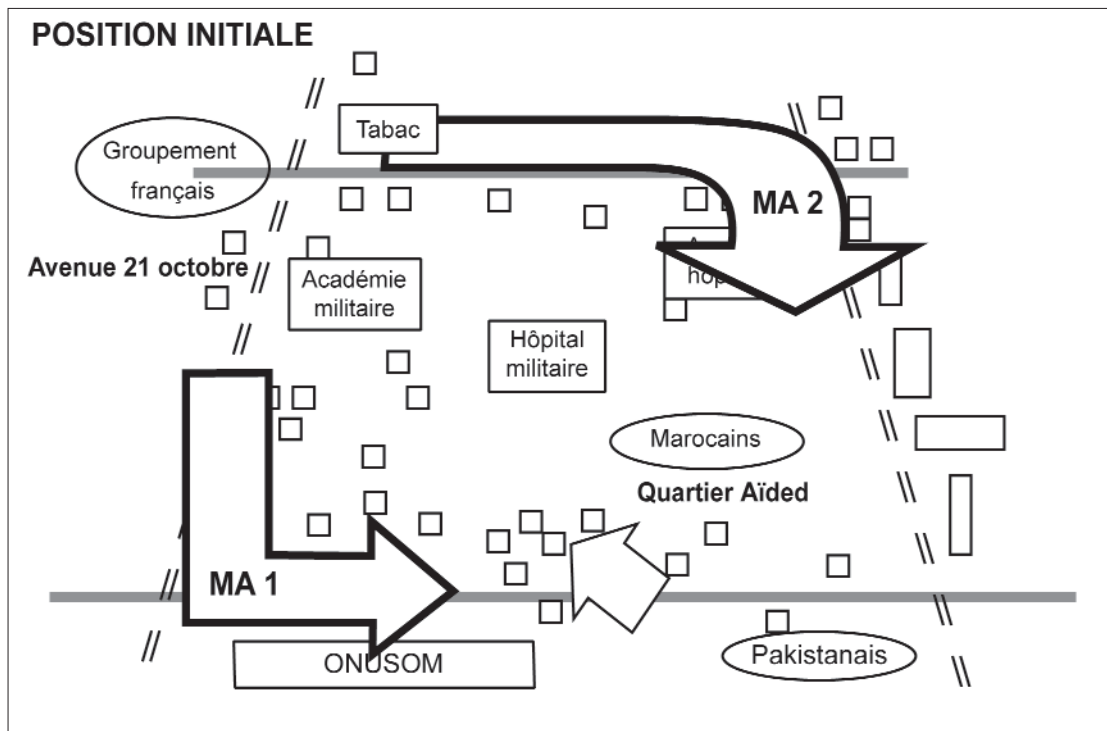 POSITION INITIALE
Tabac
Groupement
français
MA 2
Avenue 21 octobre
Académie
militaire
Hôpital
militaire
Marocains
Quartier Aïded
MA 1
ONUSOM
Pakistanais